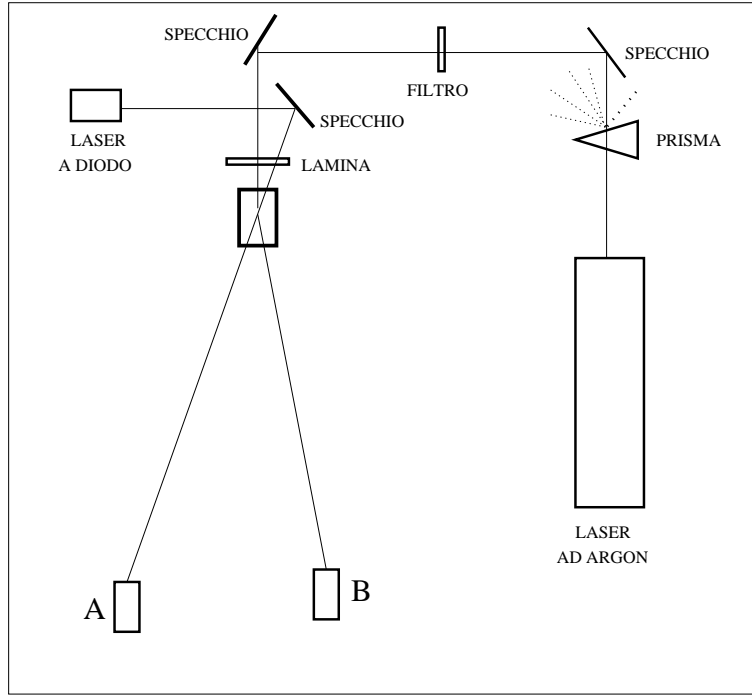 SPECCHIO
SPECCHIO
FILTRO
SPECCHIO
LASER
A DIODO
PRISMA
LAMINA
LASER
AD ARGON
A
B